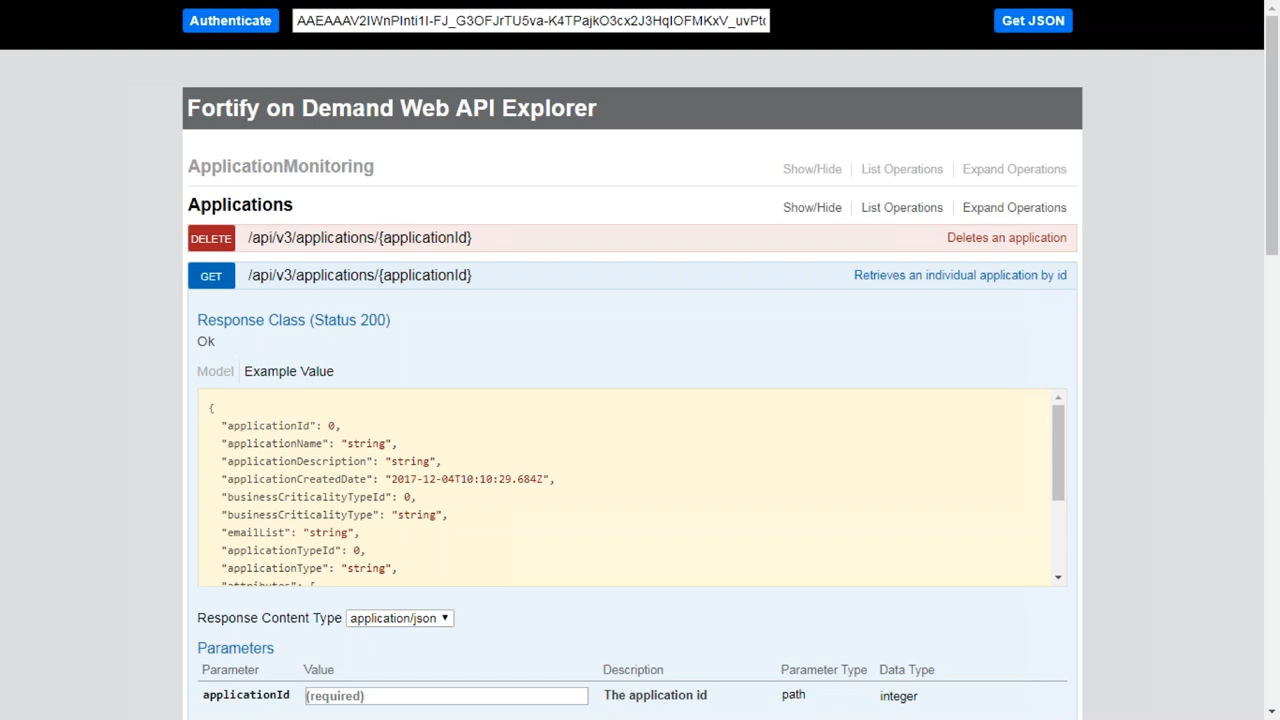 Authenticate AAEAAAV2IWnPInti1I-FJ_G3OFJrTU5va-K4TPajkO3cx2J3HqIOFMKxV_uvPt Get JSON
Fortify on Demand Web API Explorer
ApplicationMonitoring Show/Hide List Operations Expand Operations
Applications Show/Hide List Operations Expand Operations
DELETE /api/v3/applications/{applicationId} Deletes an application
GET /api/v3/applications/{applicationId} Retrieves an individual application by id
Response Class (Status 200)
Ok
Model Example Value
{
"applicationId": 0,
"applicationName": "string",
"applicationDescription": "string",
"applicationCreatedDate": "2017-12-04T10:10:29.684Z",
"businessCriticalityTypeId": 0,
"businessCriticalityType": "string",
"emailList": "string",
"applicationTypeId": 0,
"applicationType": "string",
"attributes": [
Response Content Type application/json
Parameters
Parameter Value Description Parameter Type Data Type
applicationId (required) The application id path integer